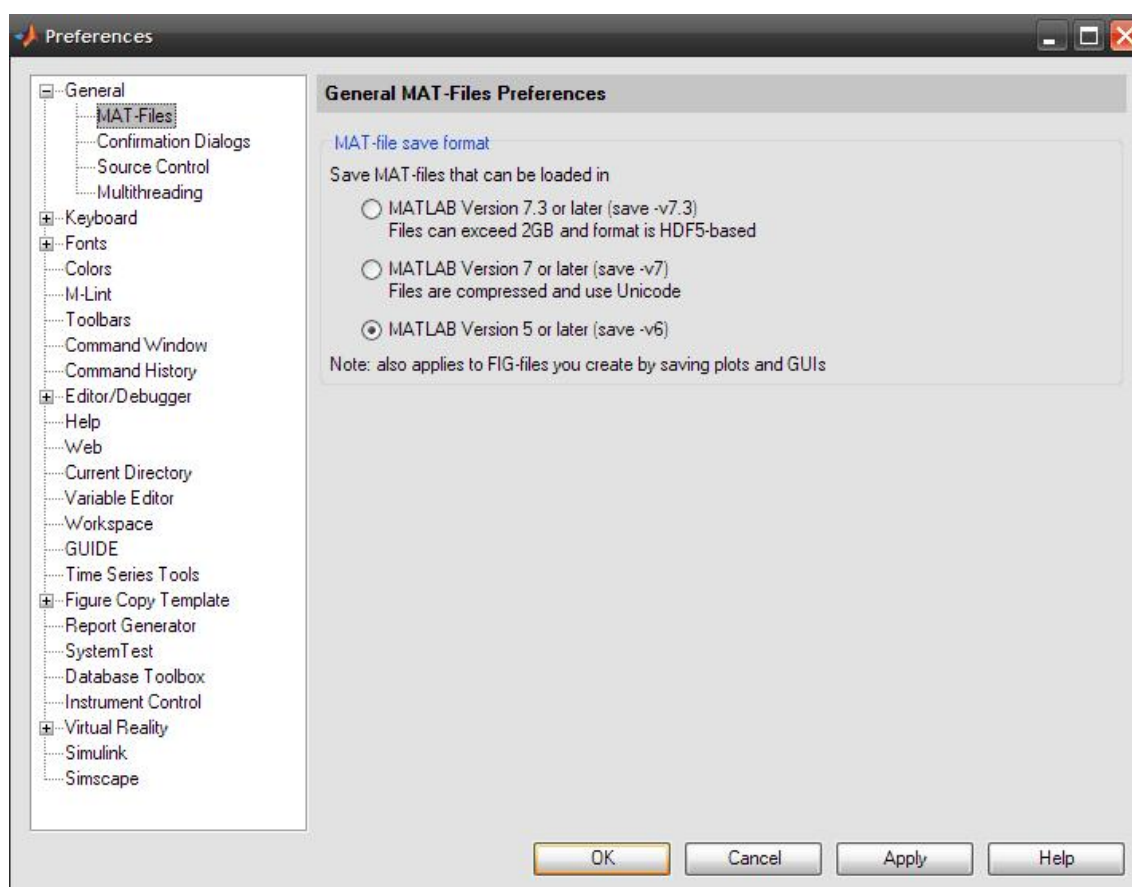 Preferences
General
MAT-Files
Confirmation Dialogs
Source Control
Multithreading
Keyboard
Fonts
Colors
M-Lint
Toolbars
Command Window
Command History
Editor/Debugger
Help
Web
Current Directory
Variable Editor
Workspace
GUIDE
Time Series Tools
Figure Copy Template
Report Generator
SystemTest
Database Toolbox
Instrument Control
Virtual Reality
Simulink
Simscape
General MAT-Files Preferences
MAT-file save format
Save MAT-files that can be loaded in
MATLAB Version 7.3 or later (save -v7.3)
Files can exceed 2GB and format is HDF5-based
MATLAB Version 7 or later (save -v7)
Files are compressed and use Unicode
MATLAB Version 5 or later (save -v6)
Note: also applies to FIG-files you create by saving plots and GUIs
OK
Cancel
Apply
Help